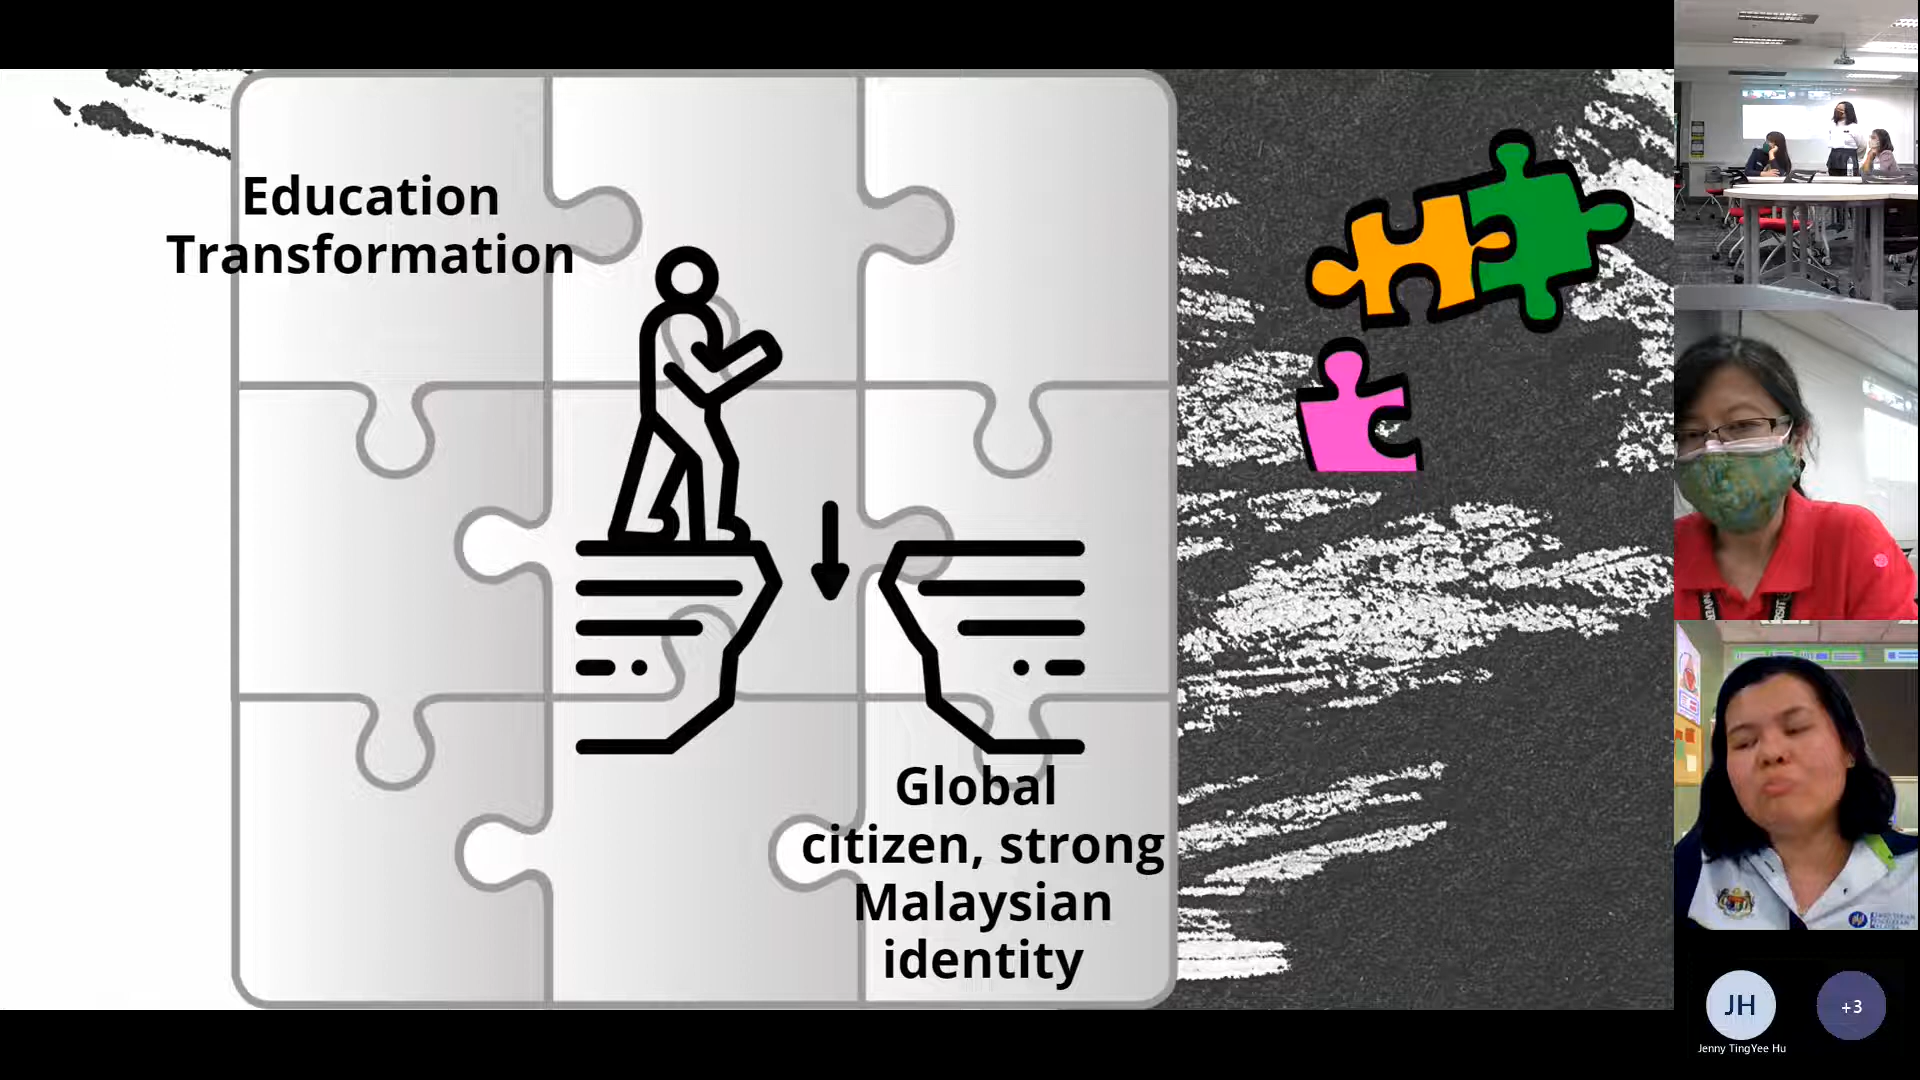 Education
Transformation
Global
citizen, strong
Malaysian
identity
JH
+3
Jenny TingYee Hu